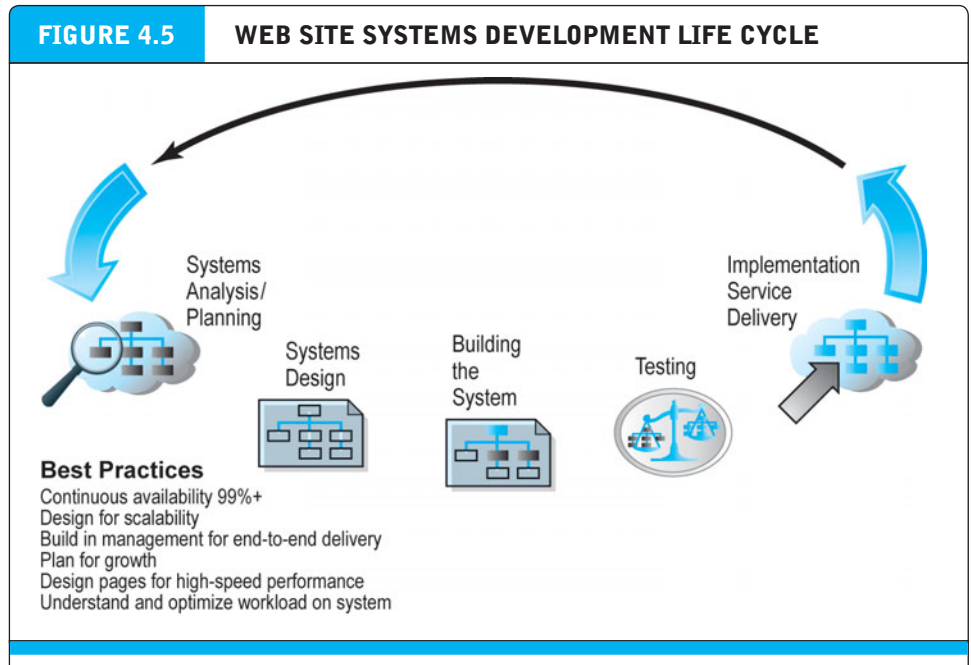 FIGURE 4.5
WEB SITE SYSTEMS DEVELOPMENT LIFE CYCLE
Systems
Analysis/
Planning
Systems
Design
Building
the
System
Testing
Implementation
Service
Delivery
Best Practices
Continuous availability 99%+
Design for scalability
Build in management for end-to-end delivery
Plan for growth
Design pages for high-speed performance
Understand and optimize workload on system